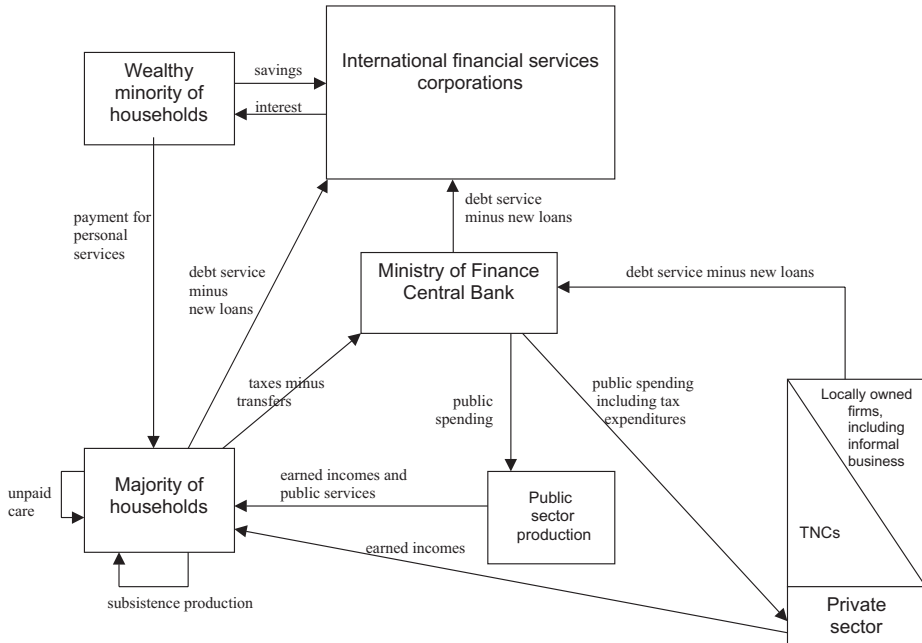 Wealthy
minority of
households
savings
interest
International financial services
corporations
payment for
personal
services
debt service
minus
new loans
debt service
minus new loans
Ministry of Finance
Central Bank
debt service minus new loans
taxes minus
transfers
public
spending
public spending
including tax
expenditures
Locally owned
firms,
including
informal
business
TNCs
Private
sector
unpaid
care
Majority of
households
earned incomes and
public services
Public
sector
production
earned incomes
subsistence production